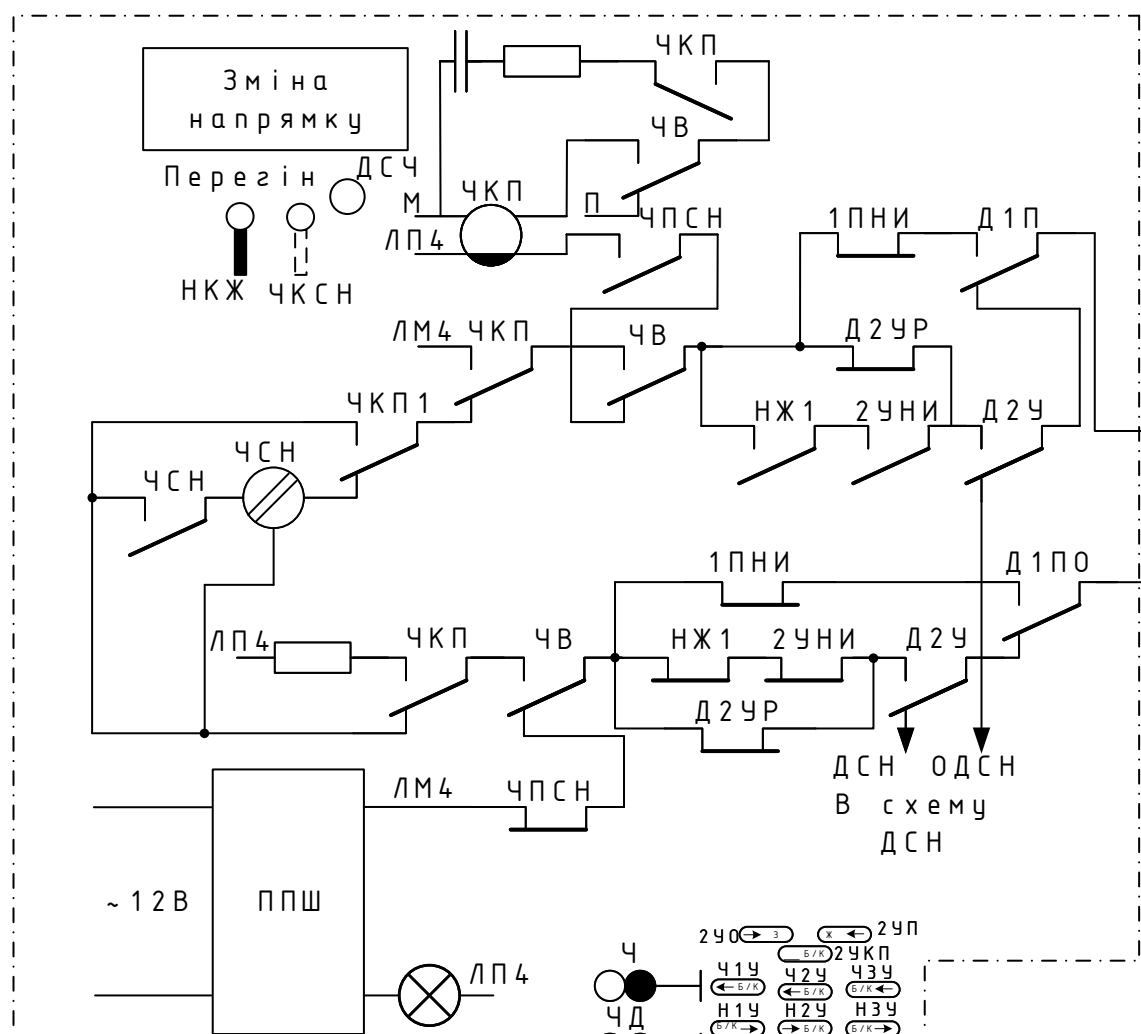 Зміна
напрямку
Перегін
ДСЧ
НКЖ ЧКСН
ЧКП
ЧВ
М ЧКП П
ЛП4 ЧПСН
1ПНИ Д1П
ЛМ4 ЧКП ЧВ Д2УР
ЧКП1 НЖ1 2УНИ Д2У
ЧСН ЧСН
1ПНИ Д1ПО
ЛП4 ЧКП ЧВ НЖ1 2УНИ Д2У
Д2УР
ДСН ОДСН
В схему
ДСН
ЛМ4 ЧПСН
~12В ППШ
ЛП4
2УО З Ж 2УП
Б/К 2УКП
Ч Ч1У Ч2У Ч3У
Б/К Б/К Б/К
ЧД Н1У Н2У Н3У
Б/К Б/К Б/К